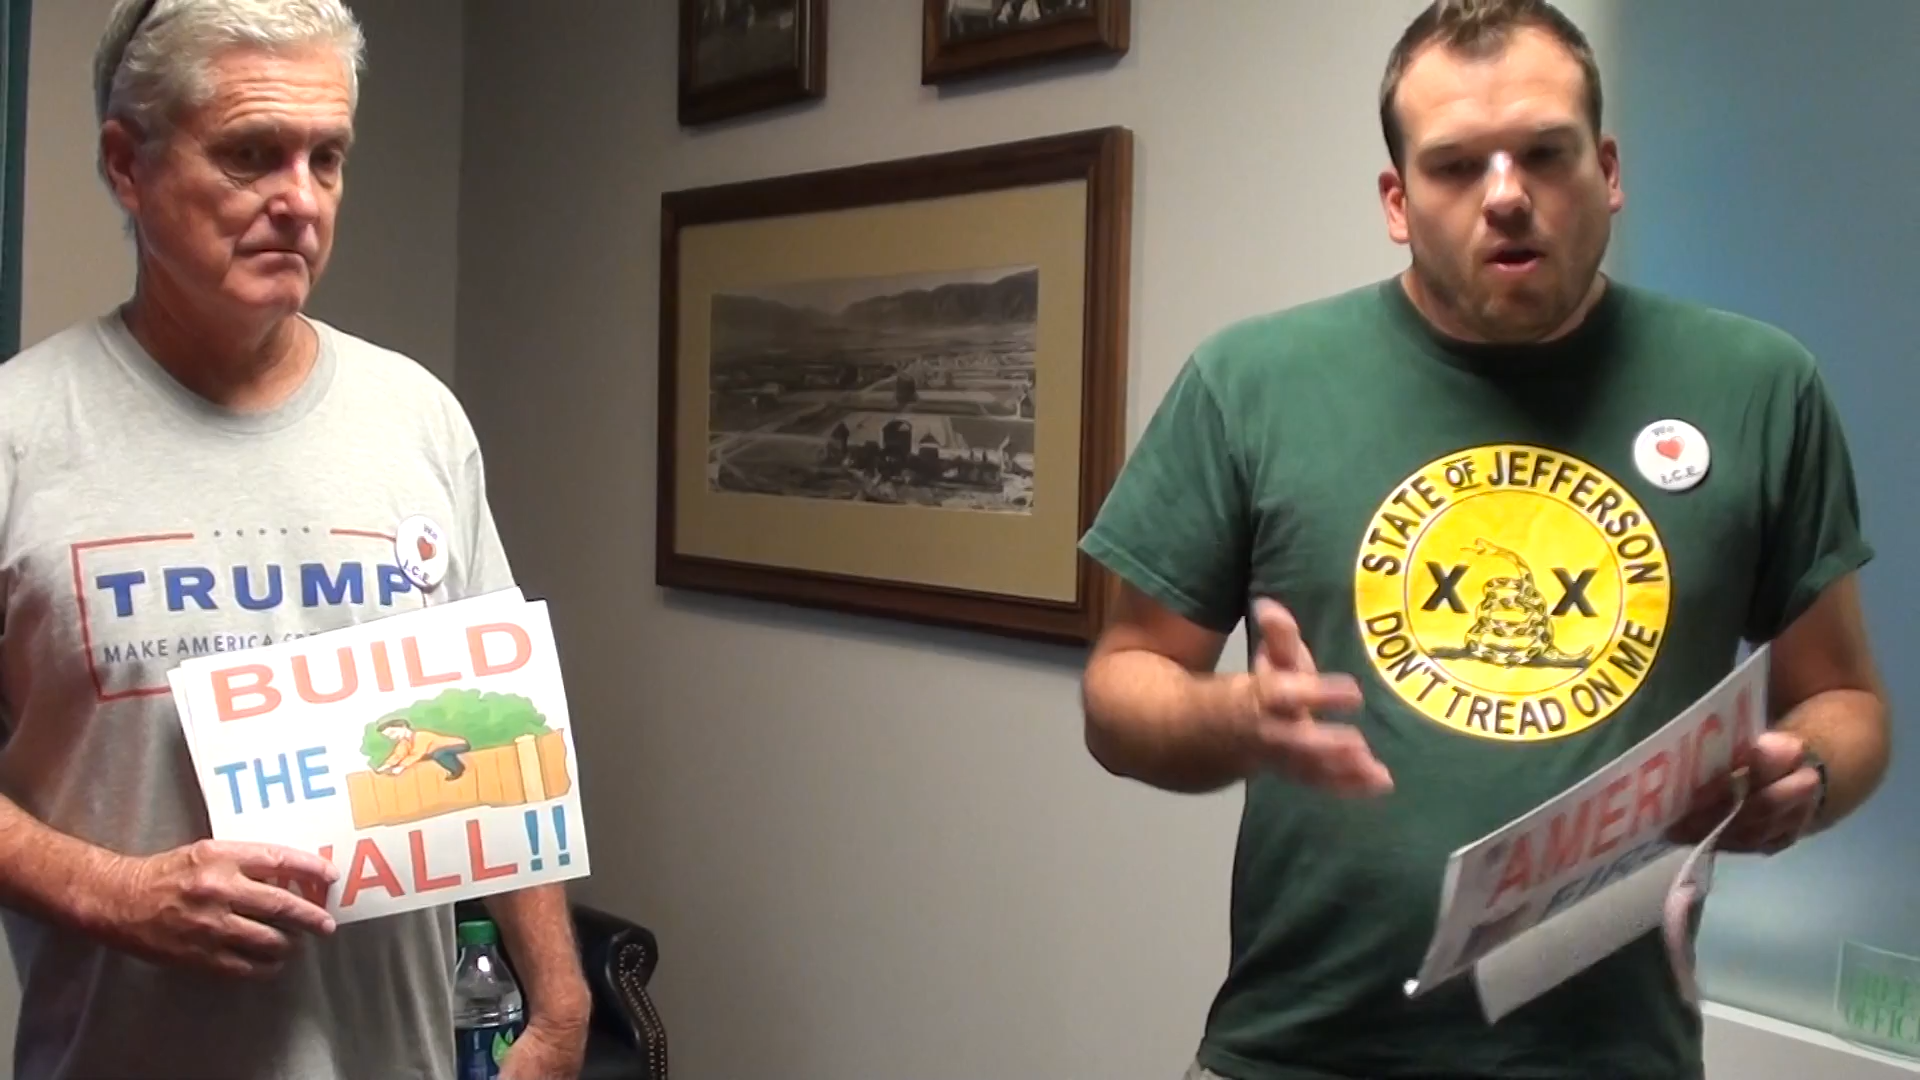 TRUMP
MAKE AMERICA
We
I.C.E.
BUILD
THE
WALL!!
We
I.C.E.
STATE OF JEFFERSON
X X
DON'T TREAD ON ME
AMERICA